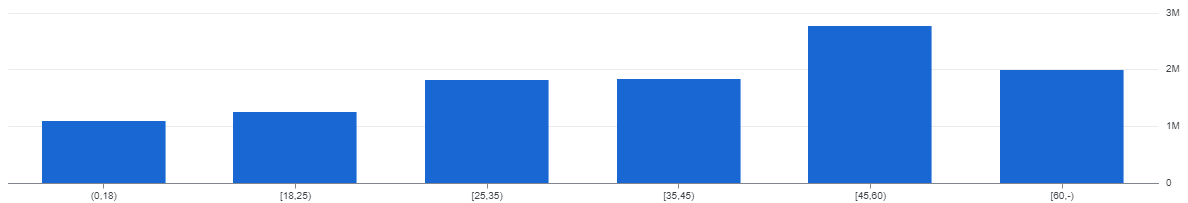 3M
2M
1M
0
(0,18) [18,25) [25,35) [35,45) [45,60) [60,-)